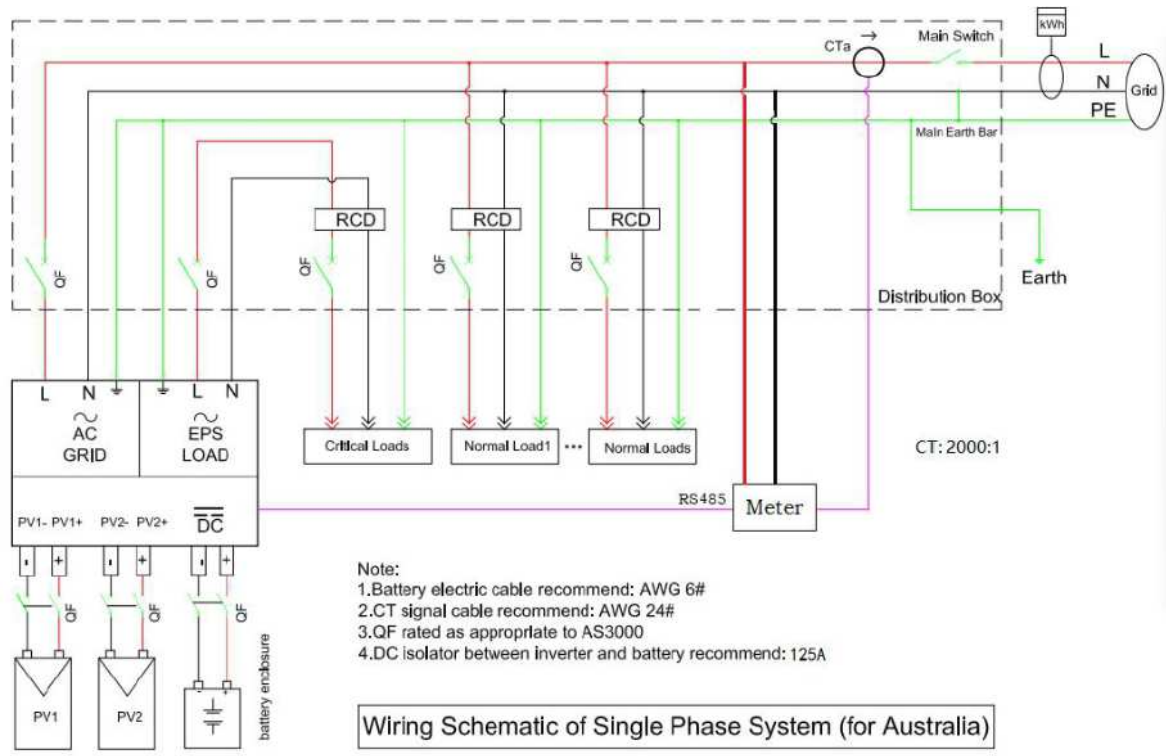 kWh
CTa
Main Switch
L
N
Grid
PE
Main Earth Bar
RCD
RCD
RCD
QF
QF
QF
QF
QF
Earth
Distribution Box
L
N
L
N
AC
GRID
EPS
LOAD
Critical Loads
Normal Load1
...
Normal Loads
CT: 2000:1
RS485
Meter
PV1- PV1+ PV2- PV2+ DC
- + - + - +
QF
QF
QF
PV1
PV2
- +
battery enclosure
Note:
1.Battery electric cable recommend: AWG 6#
2.CT signal cable recommend: AWG 24#
3.QF rated as appropriate to AS3000
4.DC isolator between inverter and battery recommend: 125A
Wiring Schematic of Single Phase System (for Australia)